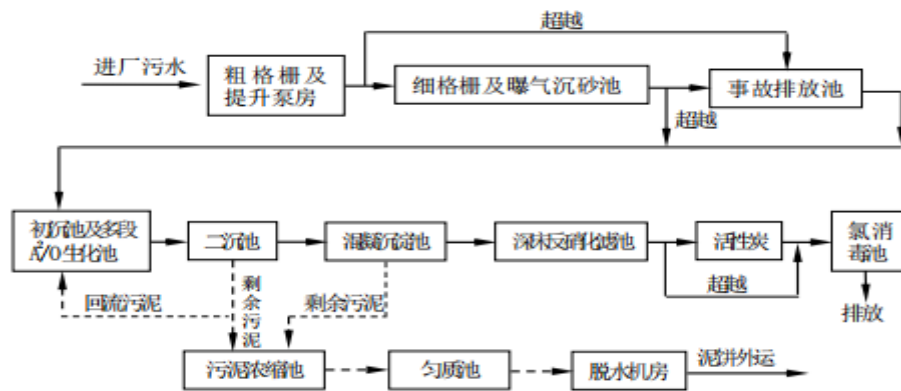 超越
进厂污水
粗格栅及
提升泵房
细格栅及曝气沉砂池
事故排放池
超越
初沉池及多段
A²/O生化池
二沉池
混凝沉淀池
深床反硝化滤池
活性炭
氯消
毒池
超越
排放
回流污泥
剩余污泥
剩余污泥
污泥浓缩池
匀质池
脱水机房
泥饼外运